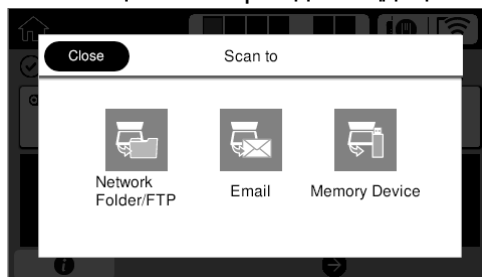 Close
Scan to
Network
Folder/FTP
Email
Memory Device